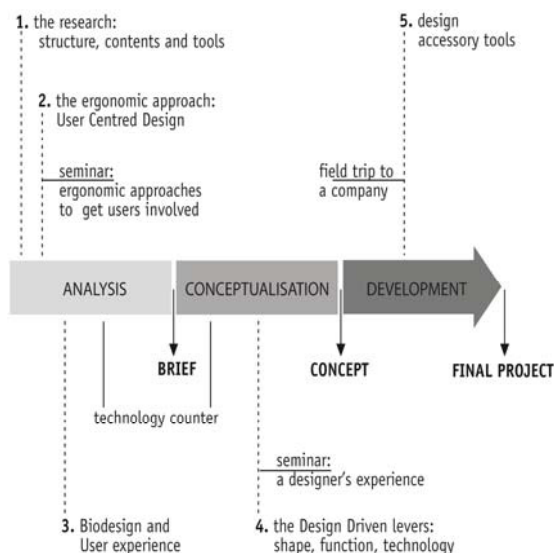 1. the research:
structure, contents and tools
5. design
accessory tools
2. the ergonomic approach:
User Centred Design
seminar:
ergonomic approaches
to get users involved
field trip to
a company
ANALYSIS
CONCEPTUALISATION
DEVELOPMENT
BRIEF
CONCEPT
FINAL PROJECT
technology counter
seminar:
a designer's experience
3. Biodesign and
User experience
4. the Design Driven levers:
shape, function, technology